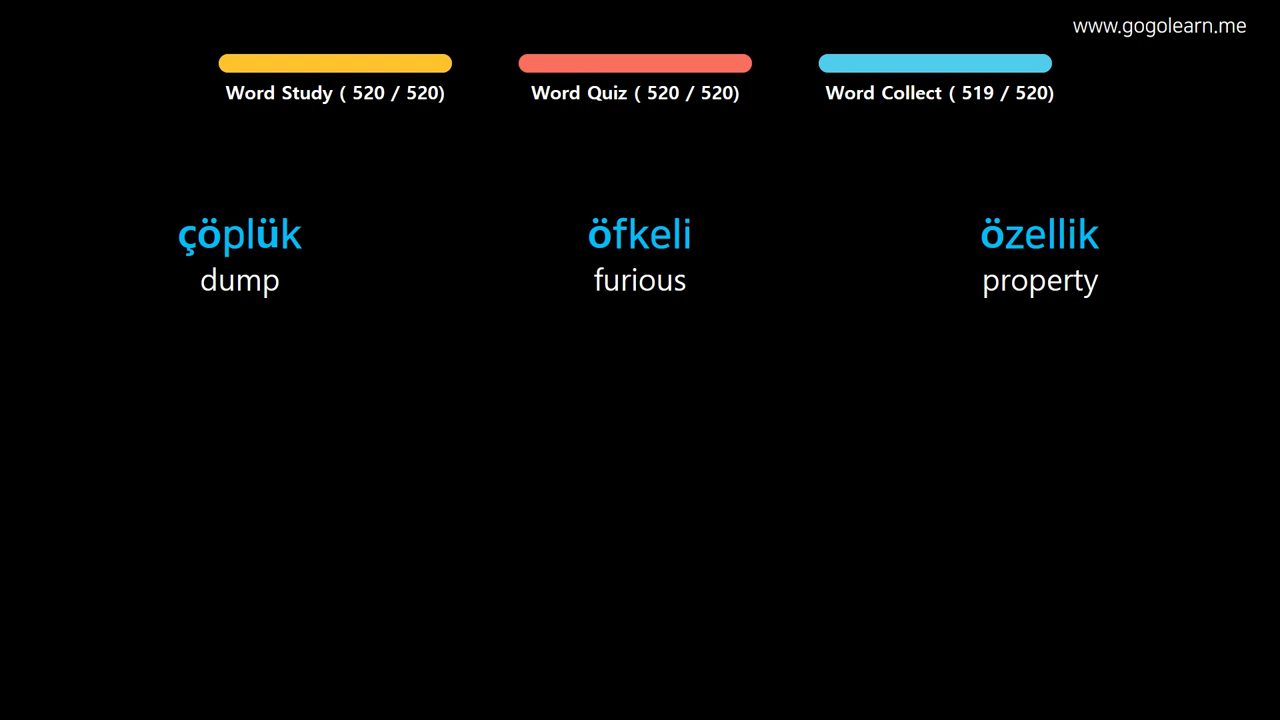 www.gogolearn.me
Word Study ( 520 / 520)
Word Quiz ( 520 / 520)
Word Collect ( 519 / 520)
çöplük
dump
öfkeli
furious
özellik
property